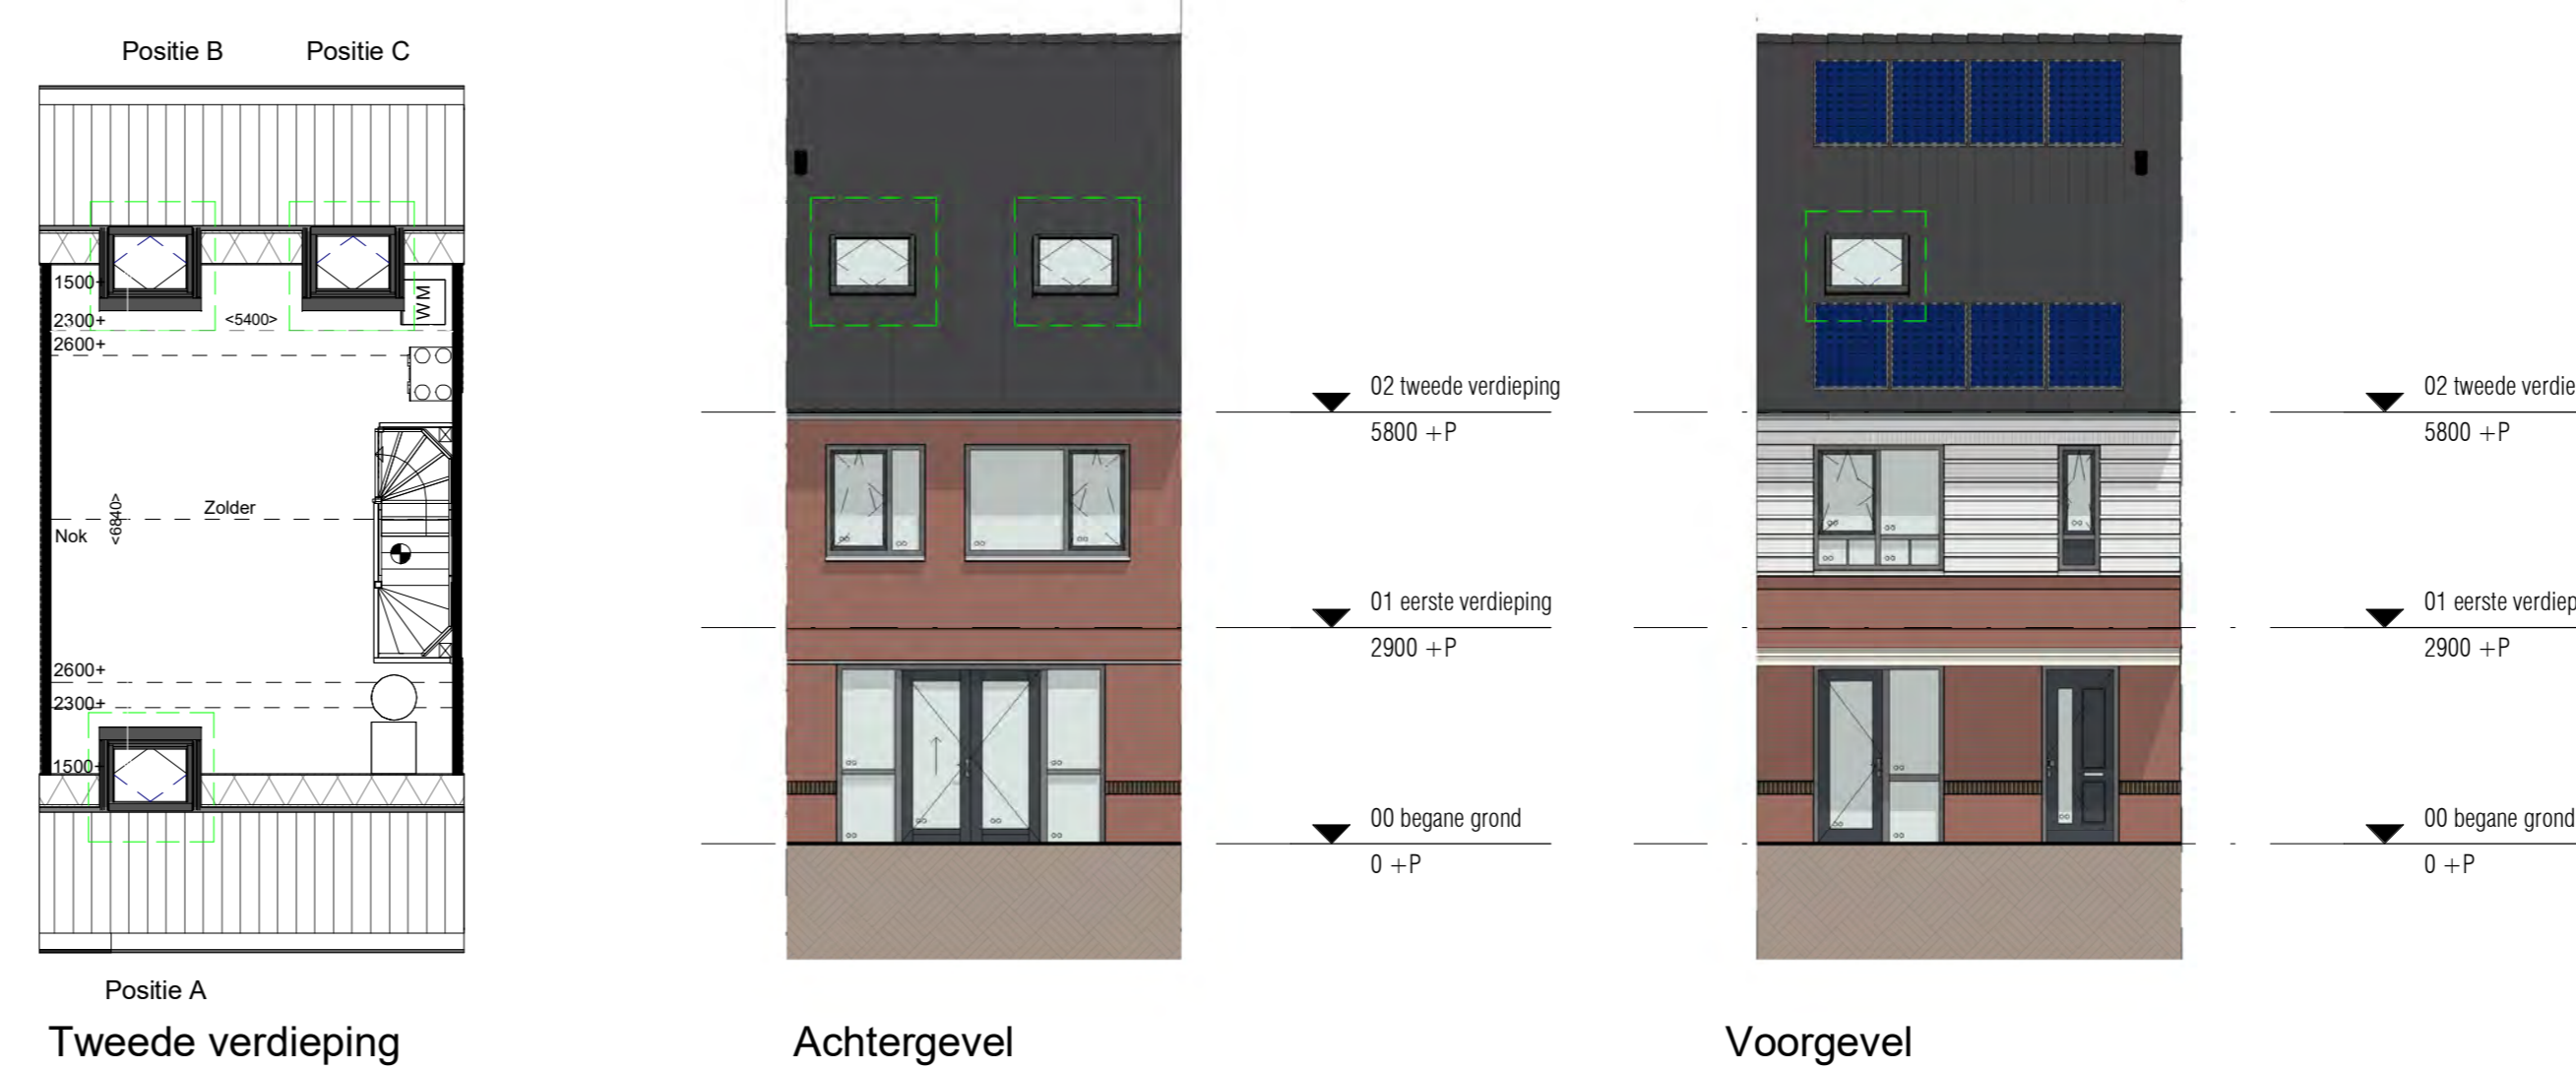 Positie B
Positie C
1500+
WM
2300+
<5400>
2600+
Zolder
<6840>
Nok
2600+
2300+
1500+
Positie A
Tweede verdieping
02 tweede verdieping
5800 +P
01 eerste verdieping
2900 +P
00 begane grond
0 +P
Achtergevel
02 tweede verdie
5800 +P
01 eerste verdiep
2900 +P
00 begane grond
0 +P
Voorgevel